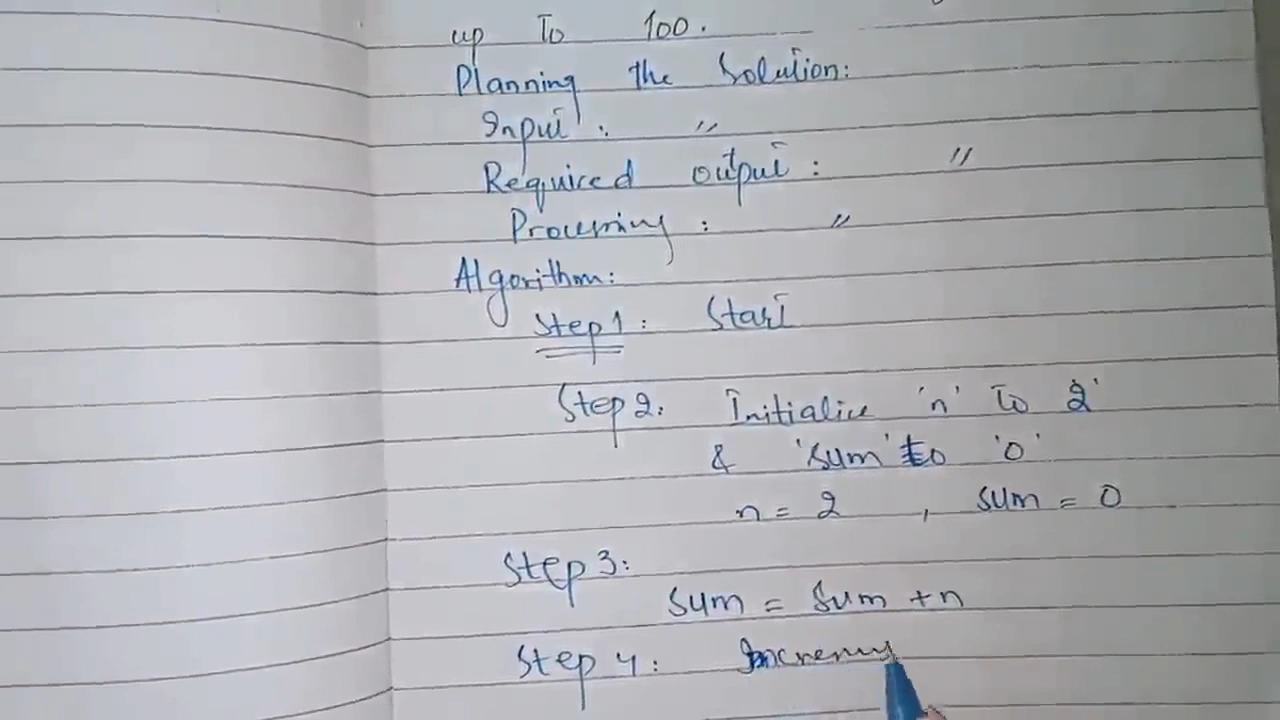 up To 100.
Planning the Solution:
Input : "
Required output : "
Processing : "
Algorithm:
Step 1 : Start
Step 2: Initialize 'n' to 2'
& 'sum' to '0'
n = 2 , sum = 0
Step 3:
sum = sum + n
Step 4 :